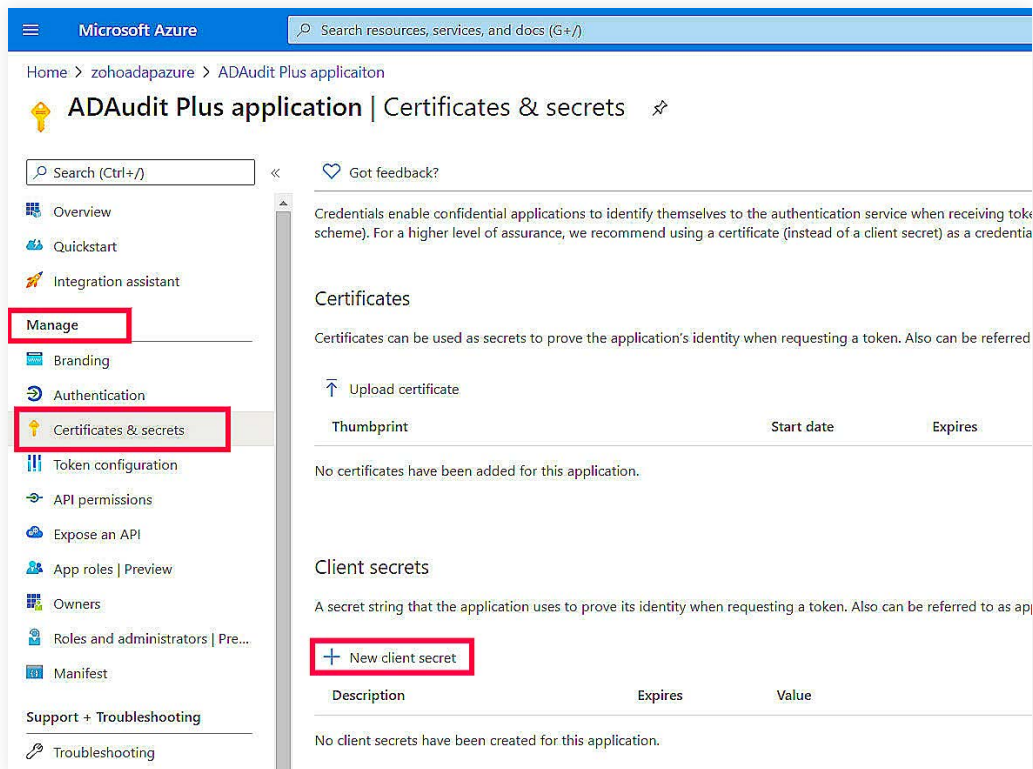 Microsoft Azure
Search resources, services, and docs (G+/)
Home > zohoadapazure > ADAudit Plus applicaiton
ADAudit Plus application | Certificates & secrets
Search (Ctrl+/)
«
Got feedback?
Overview
Quickstart
Integration assistant
Manage
Branding
Authentication
Certificates & secrets
Token configuration
API permissions
Expose an API
App roles | Preview
Owners
Roles and administrators | Pre...
Manifest
Support + Troubleshooting
Troubleshooting
Credentials enable confidential applications to identify themselves to the authentication service when receiving toke
scheme). For a higher level of assurance, we recommend using a certificate (instead of a client secret) as a credentia
Certificates
Certificates can be used as secrets to prove the application's identity when requesting a token. Also can be referred
Upload certificate
Thumbprint Start date Expires
No certificates have been added for this application.
Client secrets
A secret string that the application uses to prove its identity when requesting a token. Also can be referred to as ap
New client secret
Description Expires Value
No client secrets have been created for this application.